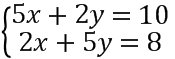 5x + 2y = 10
2x + 5y = 8